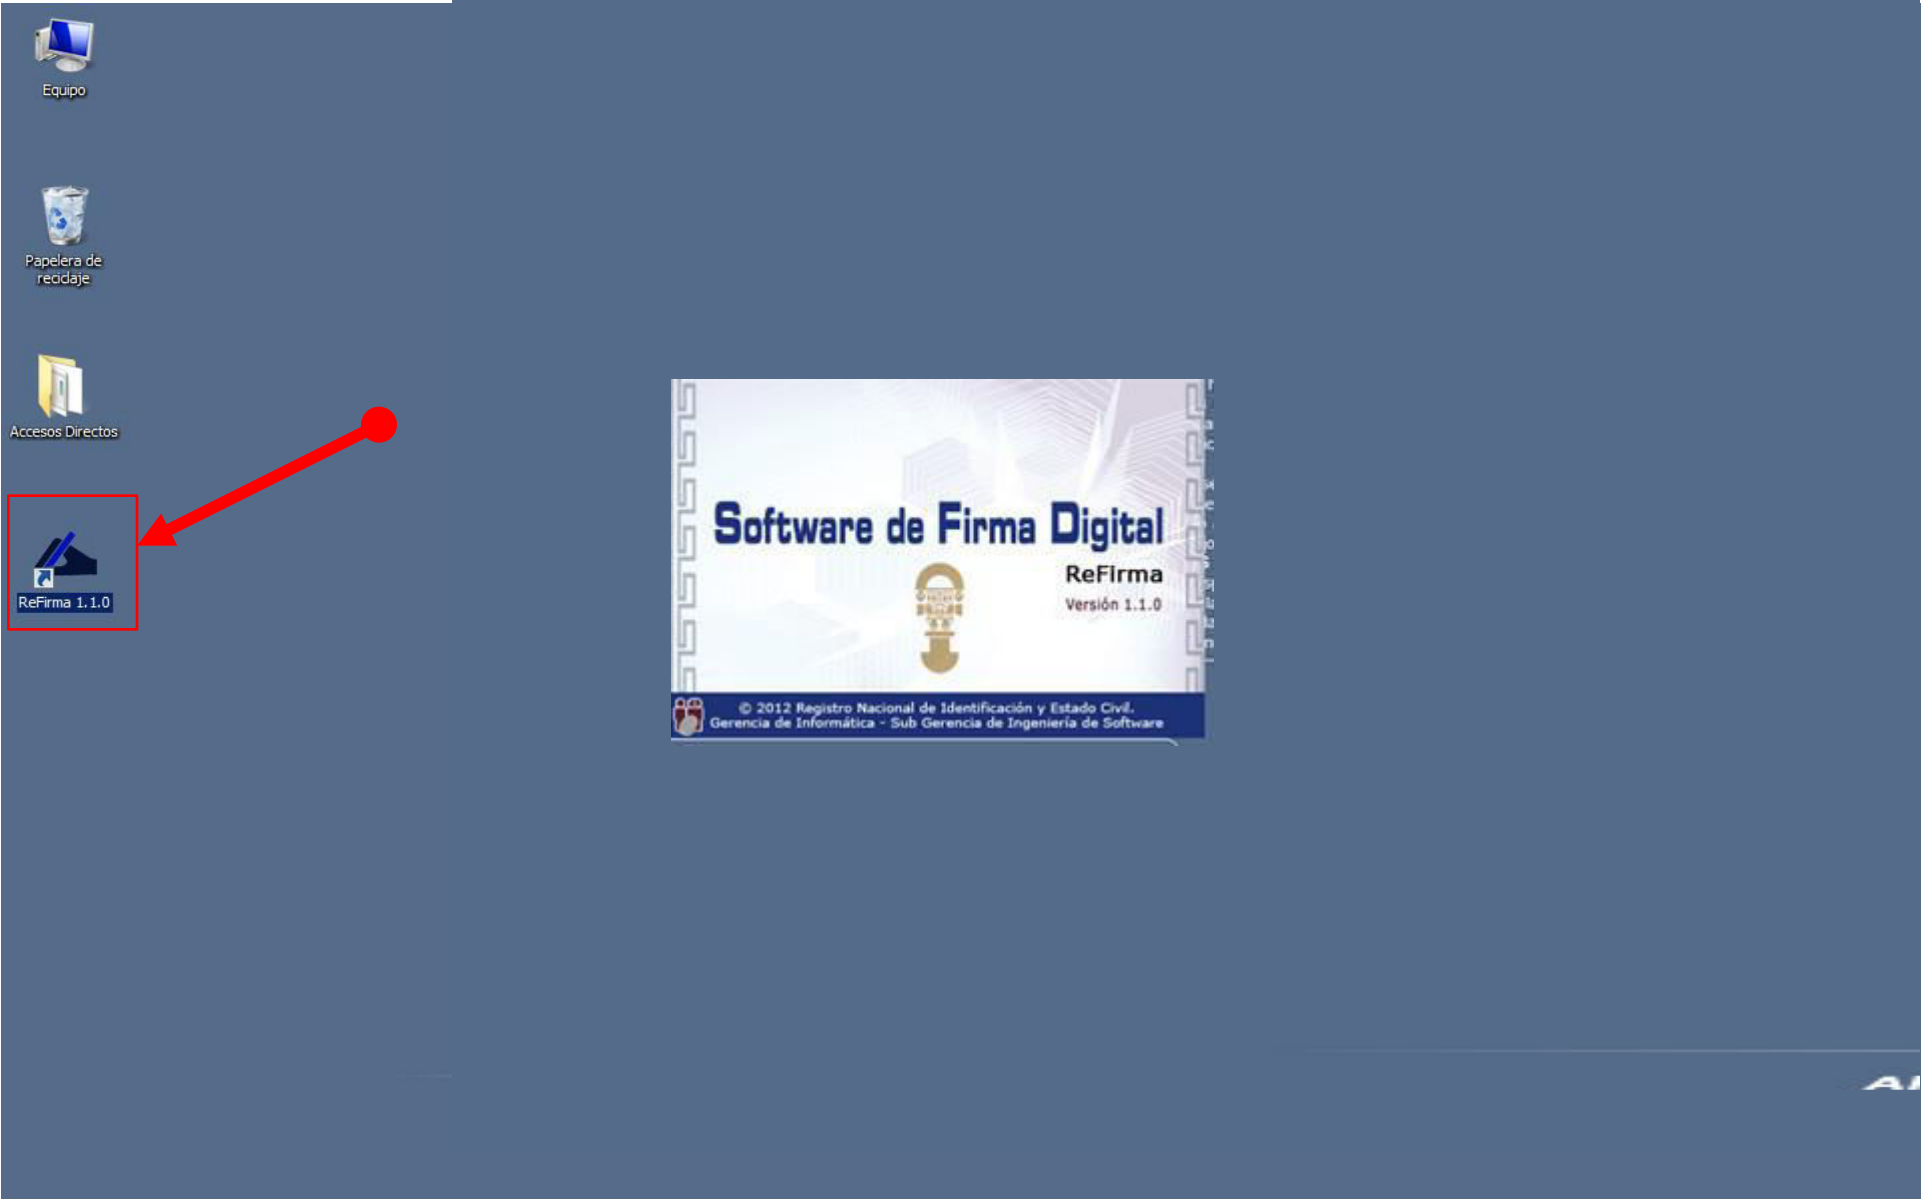 Equipo
Papelera de
reciclaje
Accesos Directos
ReFirma 1.1.0
Software de Firma Digital
ReFirma
Versión 1.1.0
© 2012 Registro Nacional de Identificación y Estado Civil.
Gerencia de Informática - Sub Gerencia de Ingeniería de Software